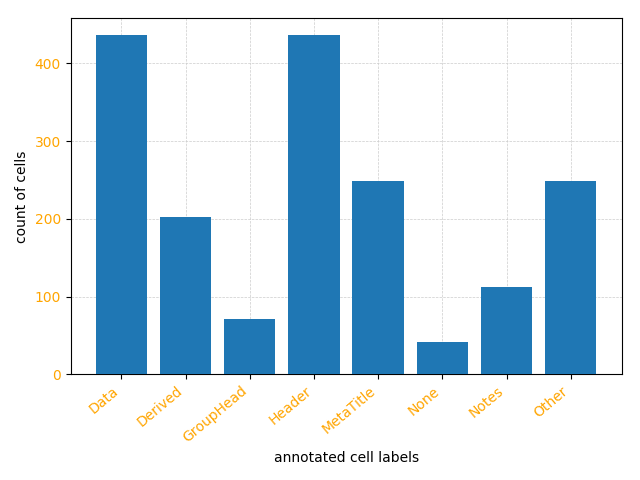 400
300
200
100
0
count of cells
Data
Derived
GroupHead
Header
MetaTitle
None
Notes
Other
annotated cell labels